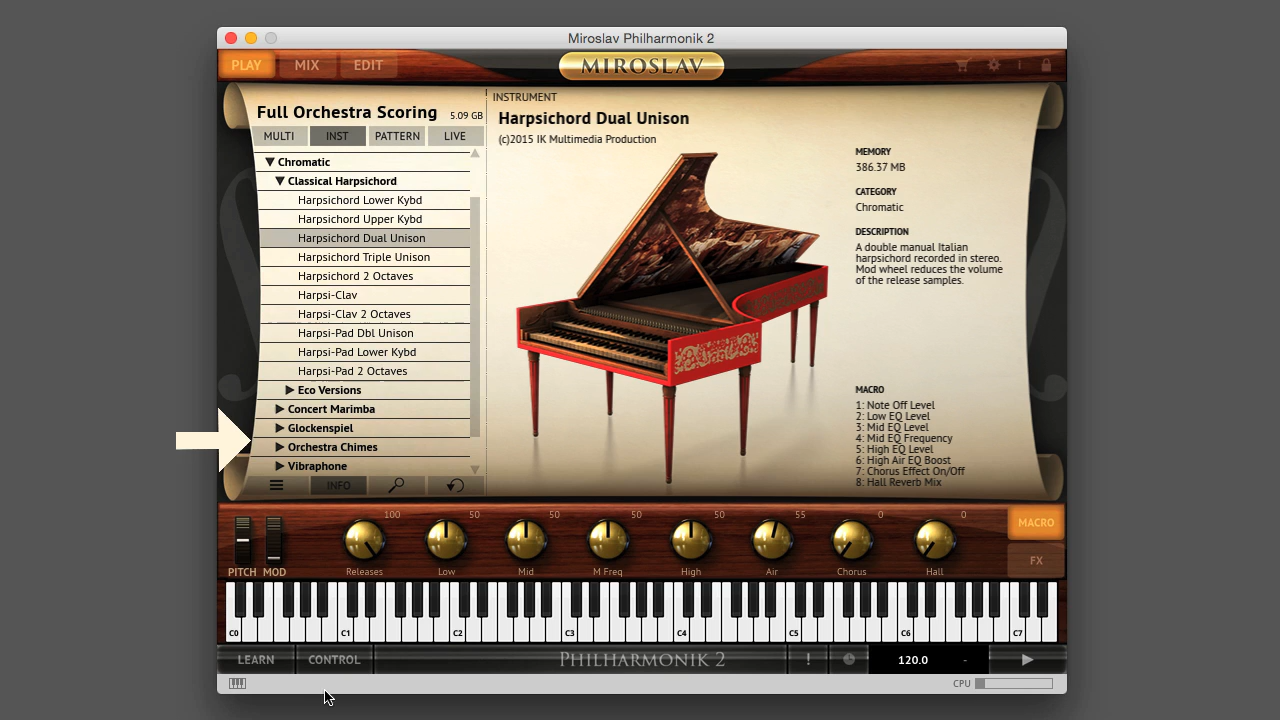 Miroslav Philharmonik 2
PLAY
MIX
EDIT
MIROSLAV
i
Full Orchestra Scoring
5.09 GB
MULTI
INST
PATTERN
LIVE
Chromatic
Classical Harpsichord
Harpsichord Lower Kybd
Harpsichord Upper Kybd
Harpsichord Dual Unison
Harpsichord Triple Unison
Harpsichord 2 Octaves
Harpsi-Clav
Harpsi-Clav 2 Octaves
Harpsi-Pad Dbl Unison
Harpsi-Pad Lower Kybd
Harpsi-Pad 2 Octaves
Eco Versions
Concert Marimba
Glockenspiel
Orchestra Chimes
Vibraphone
INFO
INSTRUMENT
Harpsichord Dual Unison
(c)2015 IK Multimedia Production
MEMORY
386.37 MB
CATEGORY
Chromatic
DESCRIPTION
A double manual Italian
harpsichord recorded in stereo.
Mod wheel reduces the volume
of the release samples.
MACRO
1: Note Off Level
2: Low EQ Level
3: Mid EQ Level
4: Mid EQ Frequency
5: High EQ Level
6: High Air EQ Boost
7: Chorus Effect On/Off
8: Hall Reverb Mix
100
50
50
50
50
55
0
0
PITCH
MOD
Releases
Low
Mid
M Freq
High
Air
Chorus
Hall
MACRO
FX
C0
C1
C2
C3
C4
C5
C6
C7
LEARN
CONTROL
PHILHARMONIK 2
!
120.0
-
CPU